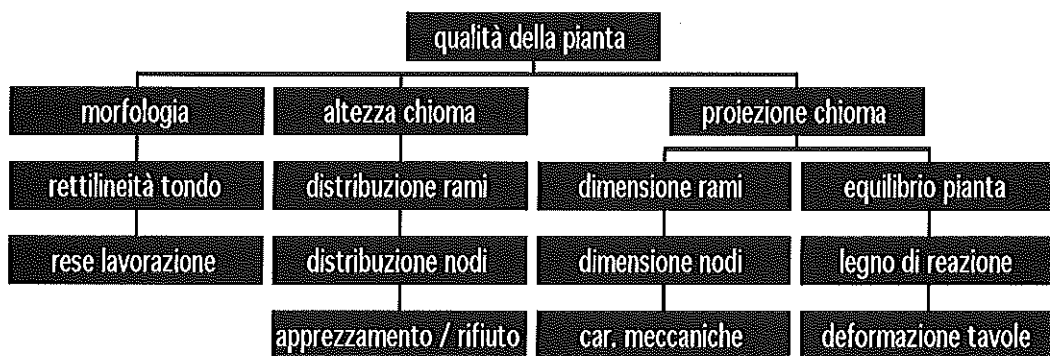 qualità della pianta
morfologia
altezza chioma
proiezione chioma
rettilineità tondo
distribuzione rami
dimensione rami
equilibrio pianta
rese lavorazione
distribuzione nodi
dimensione nodi
legno di reazione
apprezzamento / rifiuto
car. meccaniche
deformazione tavole